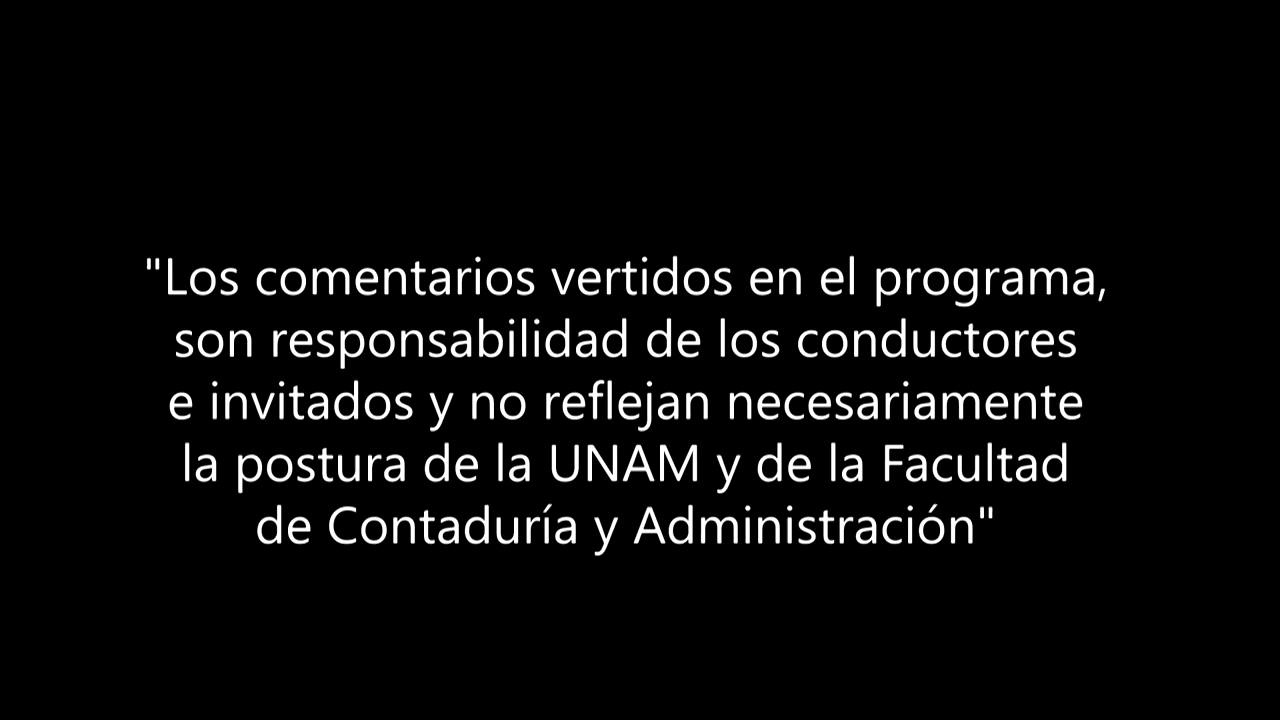 "Los comentarios vertidos en el programa,
son responsabilidad de los conductores
e invitados y no reflejan necesariamente
la postura de la UNAM y de la Facultad
de Contaduría y Administración"